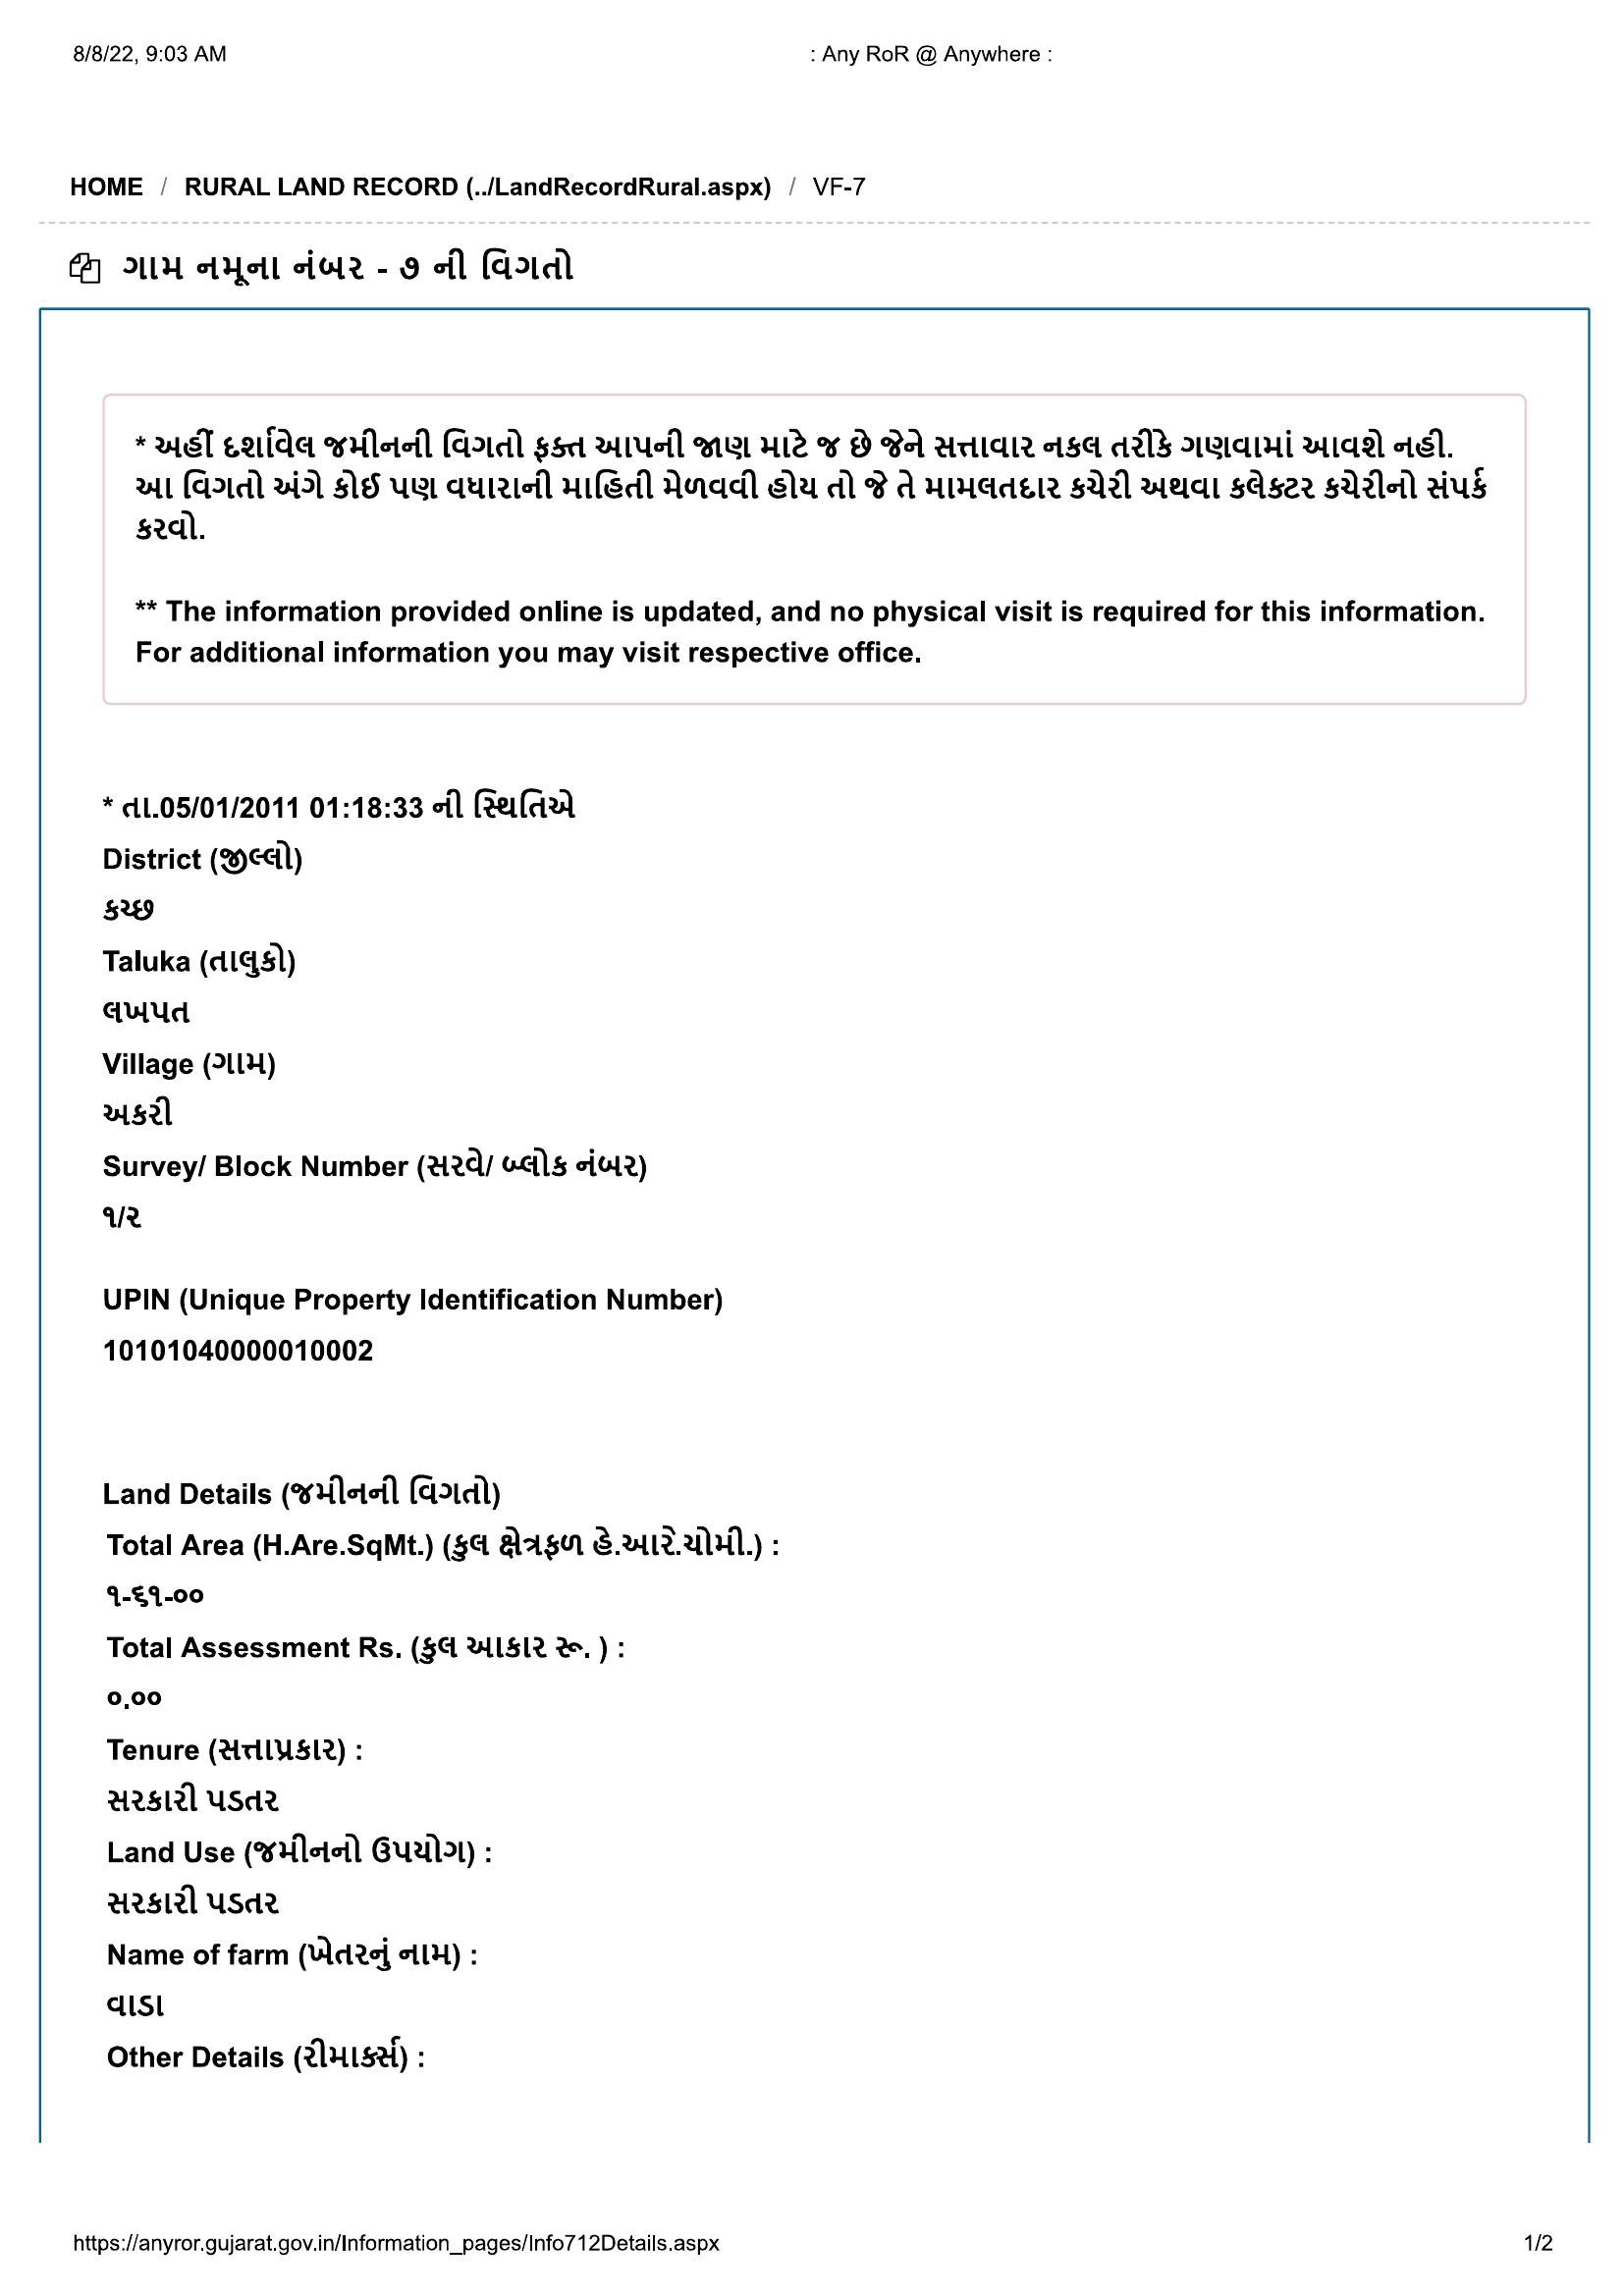 8/8/22, 9:03 AM
: Any RoR @ Anywhere :
HOME / RURAL LAND RECORD (../LandRecordRural.aspx) / VF-7
ગામ નમૂના નંબર - ૭ ની વિગતો
* અહીં દર્શાવેલ જમીનની વિગતો ફક્ત આપની જાણ માટે જ છે જેને સત્તાવાર નકલ તરીકે ગણવામાં આવશે નહી.
આ વિગતો અંગે કોઈ પણ વધારાની માહિતી મેળવવી હોય તો જે તે મામલતદાર કચેરી અથવા કલેક્ટર કચેરીનો સંપર્ક
કરવો.
** The information provided online is updated, and no physical visit is required for this information.
For additional information you may visit respective office.
* તા.05/01/2011 01:18:33 ની સ્થિતિએ
District (જીલ્લો)
કચ્છ
Taluka (તાલુકો)
લખપત
Village (ગામ)
અકરી
Survey/ Block Number (સરવે/ બ્લોક નંબર)
૧/૨
UPIN (Unique Property Identification Number)
10101040000010002
Land Details (જમીનની વિગતો)
Total Area (H.Are.SqMt.) (કુલ ક્ષેત્રફળ હે.આરે.ચોમી.) :
૧-૬૧-૦૦
Total Assessment Rs. (કુલ આકાર રૂ. ) :
૦.૦૦
Tenure (સત્તાપ્રકાર) :
સરકારી પડતર
Land Use (જમીનનો ઉપયોગ) :
સરકારી પડતર
Name of farm (ખેતરનું નામ) :
વાડા
Other Details (રીમાર્ક્સ) :
https://anyror.gujarat.gov.in/Information_pages/Info712Details.aspx
1/2